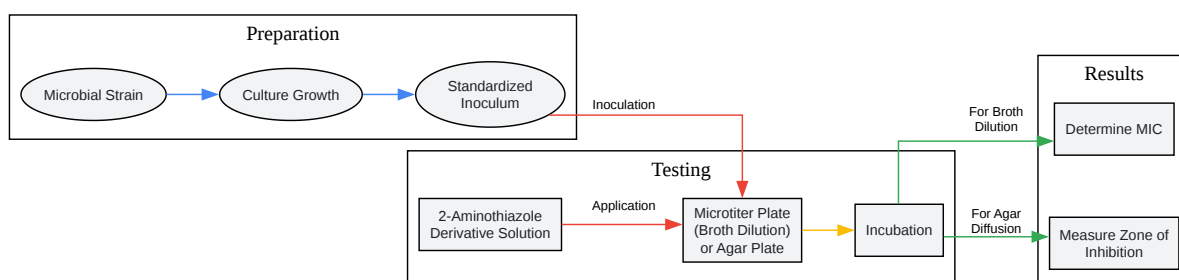 Preparation
Microbial Strain
Culture Growth
Standardized
Inoculum
Inoculation
Testing
2-Aminothiazole
Derivative Solution
Application
Microtiter Plate
(Broth Dilution)
or Agar Plate
Incubation
For Broth
Dilution
For Agar
Diffusion
Results
Determine MIC
Measure Zone of
Inhibition